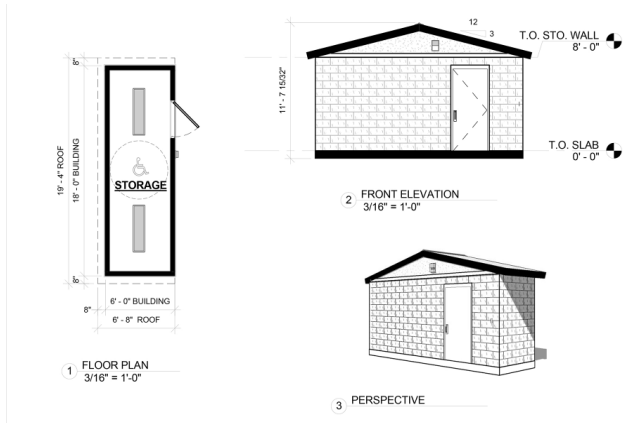 8"
19' - 4" ROOF
18' - 0" BUILDING
8"
STORAGE
6' - 0" BUILDING
8"
6' - 8" ROOF
1 FLOOR PLAN
3/16" = 1'-0"
12
3
T.O. STO. WALL
8' - 0"
11' - 7 15/32"
T.O. SLAB
0' - 0"
2 FRONT ELEVATION
3/16" = 1'-0"
3 PERSPECTIVE